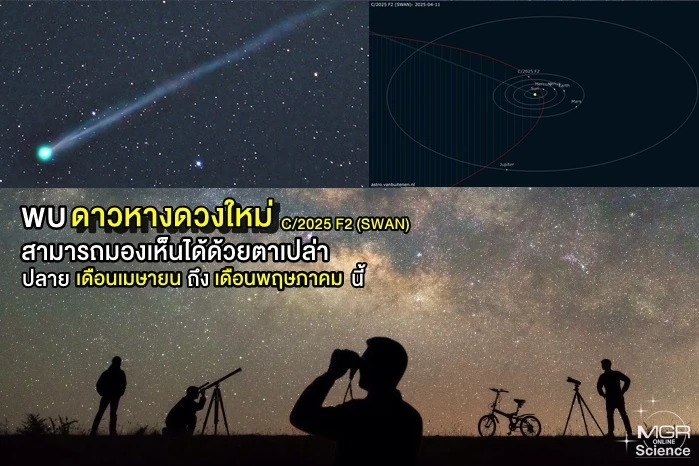 C/2025 F2 (SWAN)- 2025-04-11
C/2025 F2
Mercury
Sun
Earth
Mars
Jupiter
astro.vanbuitenen.nl
พบ ดาวหางดวงใหม่ C/2025 F2 (SWAN)
สามารถมองเห็นได้ด้วยตาเปล่า
ปลาย เดือนเมษายน ถึง เดือนพฤษภาคม นี้
MGR
ONLINE
Science